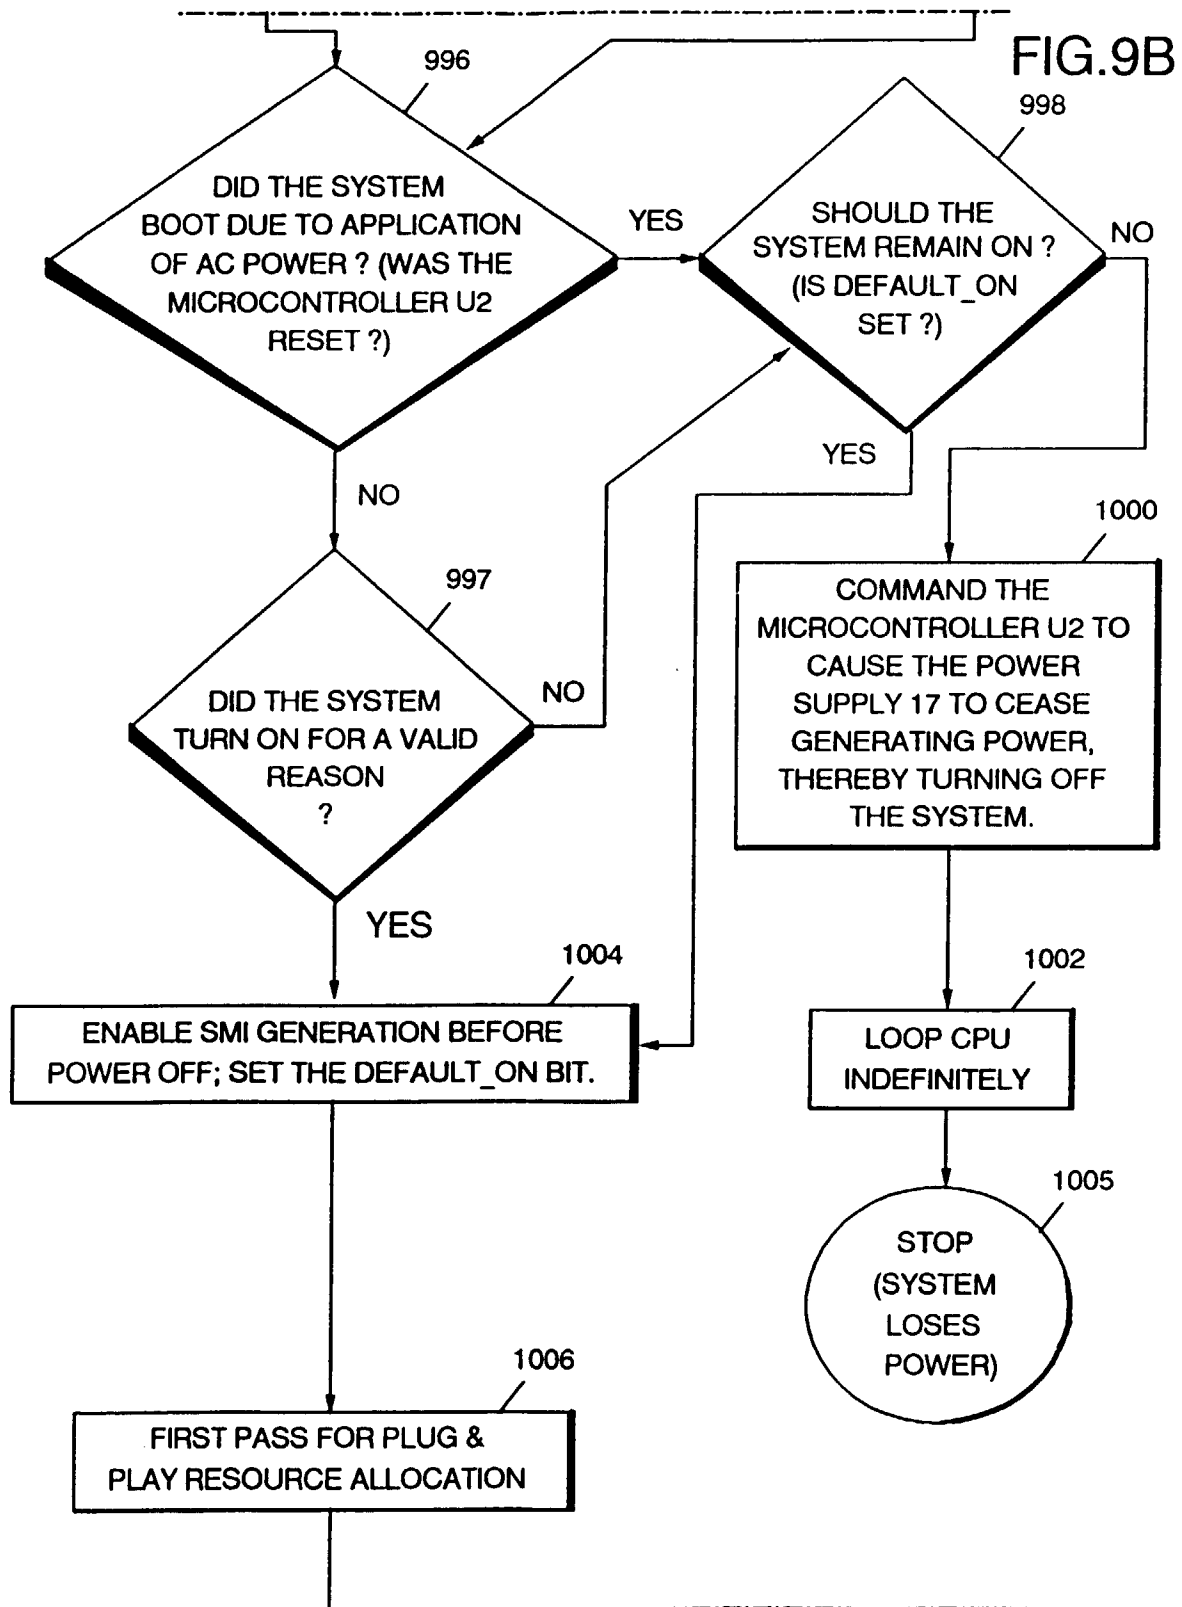 FIG.9B
996
DID THE SYSTEM
BOOT DUE TO APPLICATION
OF AC POWER ? (WAS THE
MICROCONTROLLER U2
RESET ?)
YES
998
SHOULD THE
SYSTEM REMAIN ON ?
(IS DEFAULT_ON
SET ?)
NO
YES
NO
997
DID THE SYSTEM
TURN ON FOR A VALID
REASON
?
NO
YES
1000
COMMAND THE
MICROCONTROLLER U2 TO
CAUSE THE POWER
SUPPLY 17 TO CEASE
GENERATING POWER,
THEREBY TURNING OFF
THE SYSTEM.
1004
ENABLE SMI GENERATION BEFORE
POWER OFF; SET THE DEFAULT_ON BIT.
1002
LOOP CPU
INDEFINITELY
1005
STOP
(SYSTEM
LOSES
POWER)
1006
FIRST PASS FOR PLUG &
PLAY RESOURCE ALLOCATION